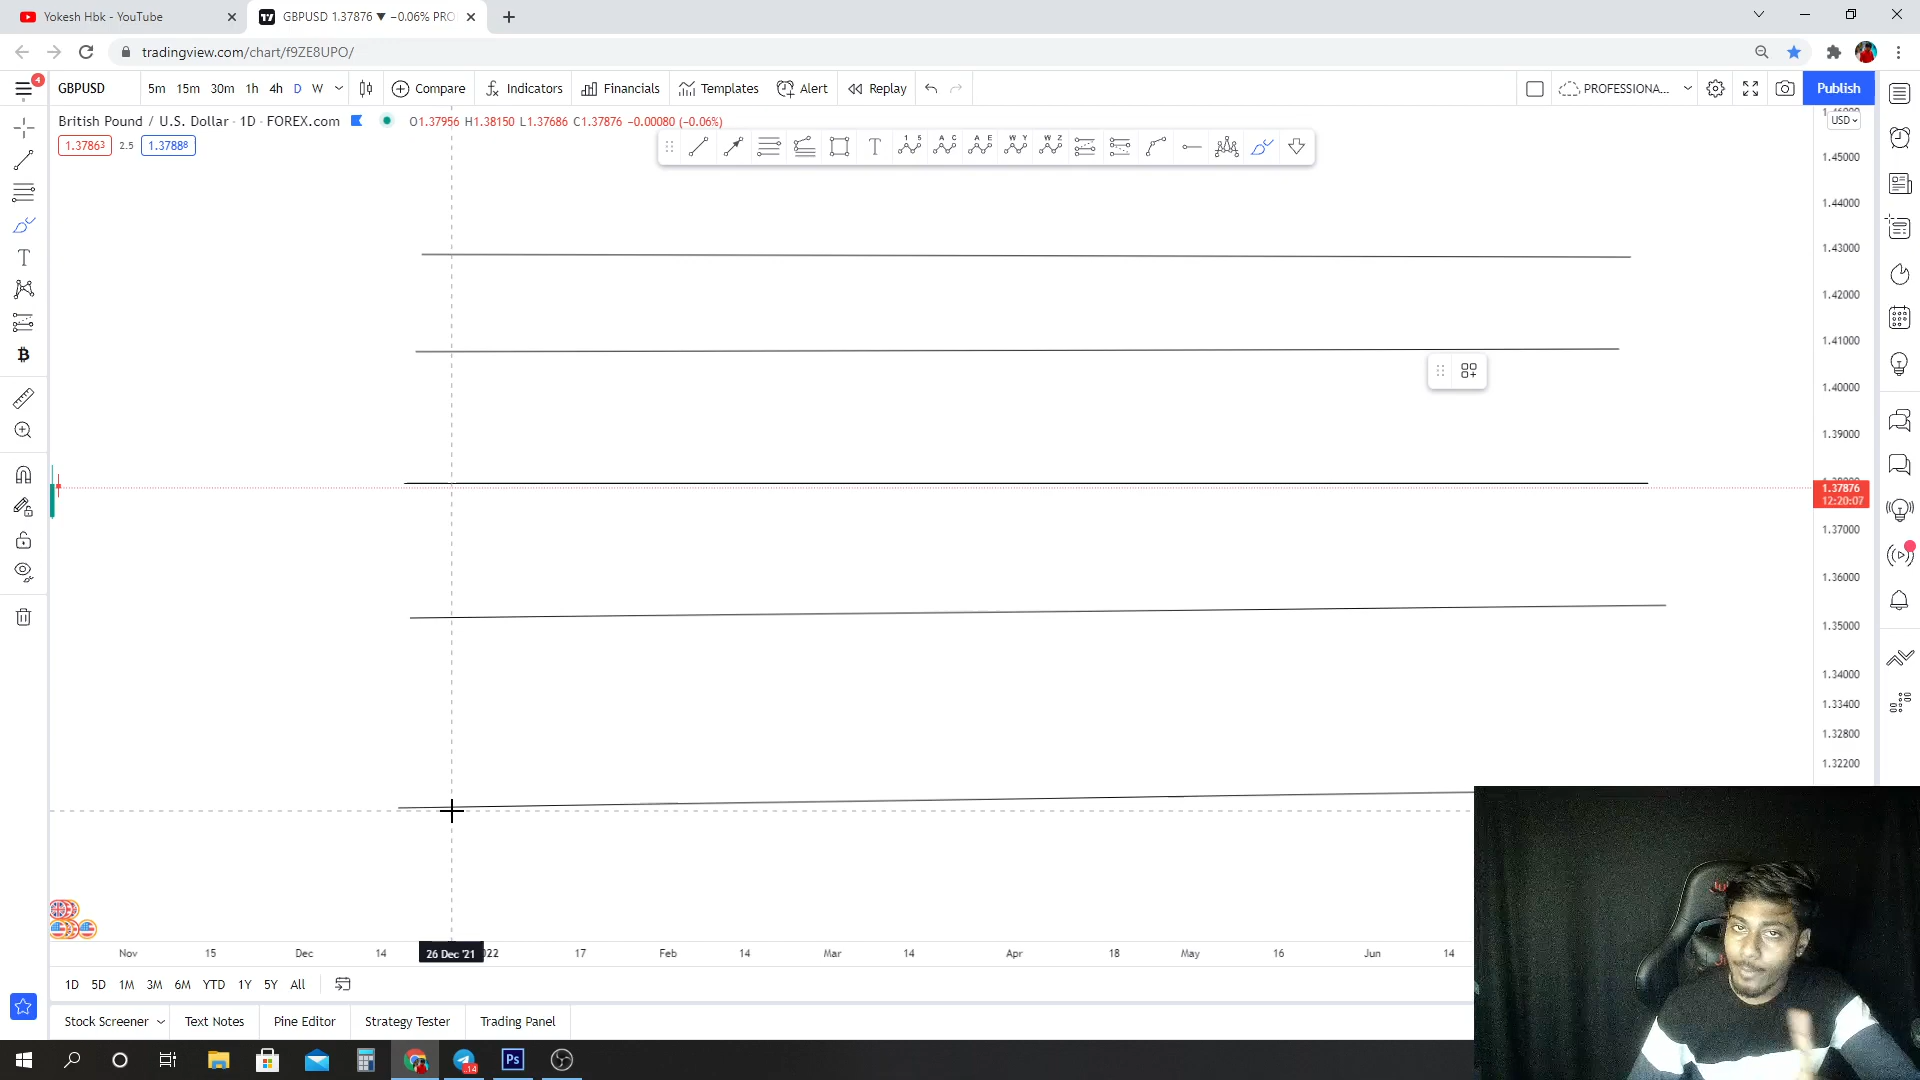 Yokesh Hbk - YouTube
GBPUSD 1.37876 ▼ −0.06% PRO
tradingview.com/chart/f9ZE8UPO/
4
GBPUSD
5m 15m 30m 1h 4h D W
Compare
Indicators
Financials
Templates
Alert
Replay
PROFESSIONA...
Publish
British Pound / U.S. Dollar · 1D · FOREX.com
O1.37956 H1.38150 L1.37686 C1.37876 −0.00080 (−0.06%)
USD
1.37863 2.5 1.37888
1.45000
1.44000
1.43000
1.42000
1.41000
1.40000
1.39000
1.37876
12:20:07
1.37000
1.36000
1.35000
1.34000
1.33400
1.32800
1.32200
Nov 15 Dec 14 26 Dec '21 022 17 Feb 14 Mar 14 Apr 18 May 16 Jun 14
1D 5D 1M 3M 6M YTD 1Y 5Y All
Stock Screener Text Notes Pine Editor Strategy Tester Trading Panel
Ps
14